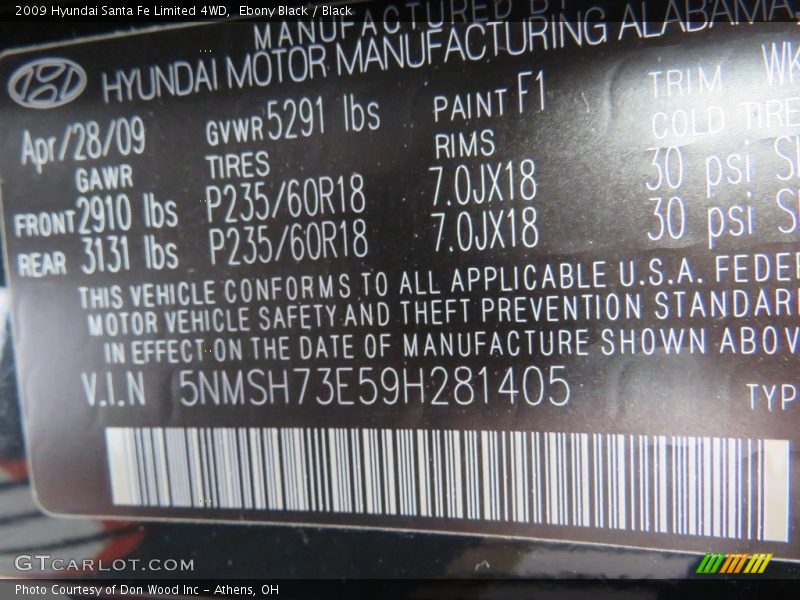 2009 Hyundai Santa Fe Limited 4WD, Ebony Black / Black
MANUFACTURED BY
HYUNDAI MOTOR MANUFACTURING ALABAMA,
Apr/28/09 GVWR 5291 lbs PAINT F1 TRIM WK
GAWR TIRES RIMS COLD TIRE
FRONT 2910 lbs P235/60R18 7.0JX18 30 psi
REAR 3131 lbs P235/60R18 7.0JX18 30 psi
THIS VEHICLE CONFORMS TO ALL APPLICABLE U.S.A.
MOTOR VEHICLE SAFETY AND THEFT PREVENTION
IN EFFECT ON THE DATE OF MANUFACTURE SHOWN
V.I.N 5NMSH73E59H281405
GTCARLOT.COM
Photo Courtesy of Don Wood Inc - Athens, OH